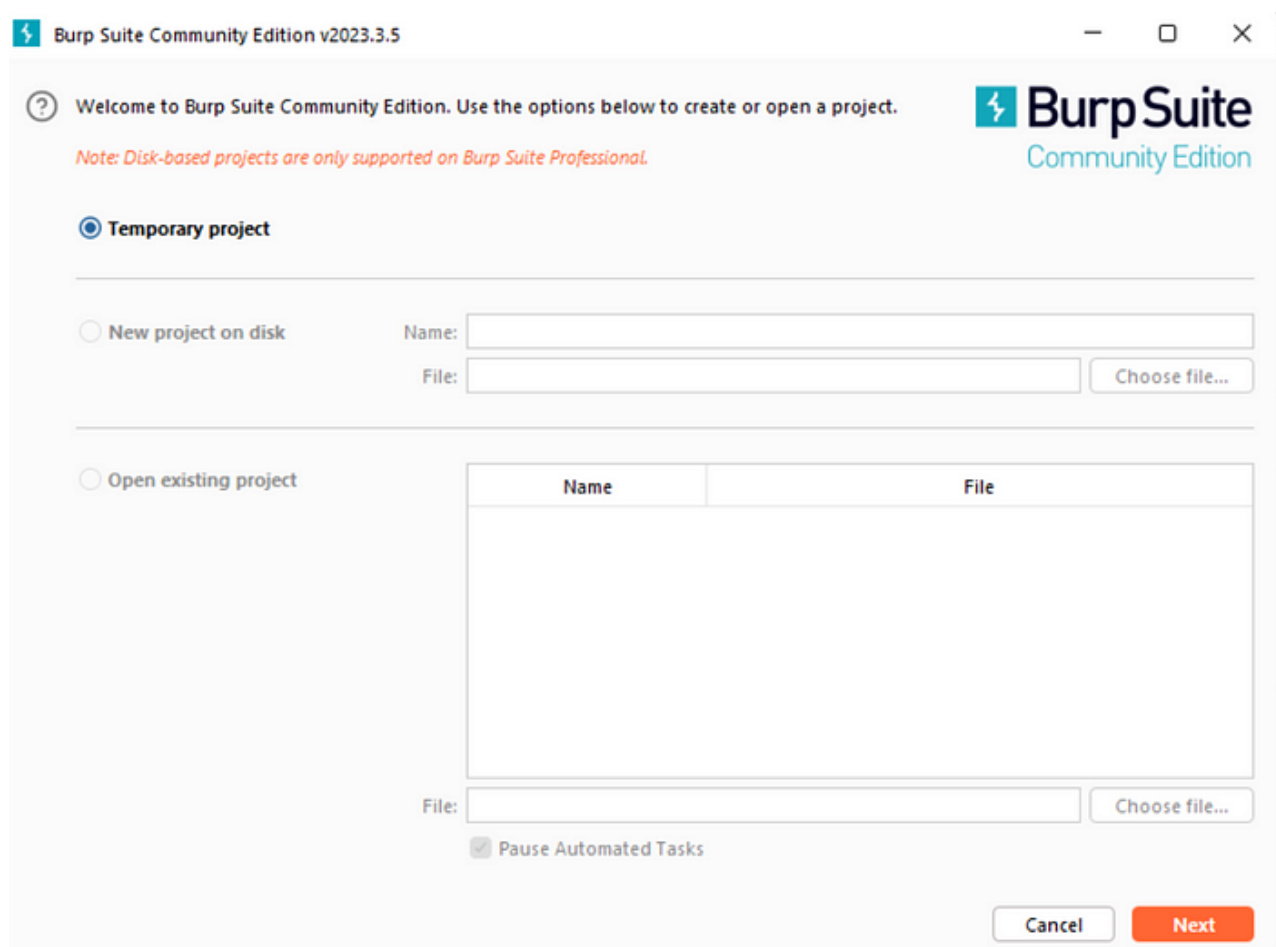 Burp Suite Community Edition v2023.3.5
Welcome to Burp Suite Community Edition. Use the options below to create or open a project.
Note: Disk-based projects are only supported on Burp Suite Professional.
Burp Suite
Community Edition
Temporary project
New project on disk
Name:
File:
Choose file...
Open existing project
Name
File
File:
Choose file...
Pause Automated Tasks
Cancel
Next